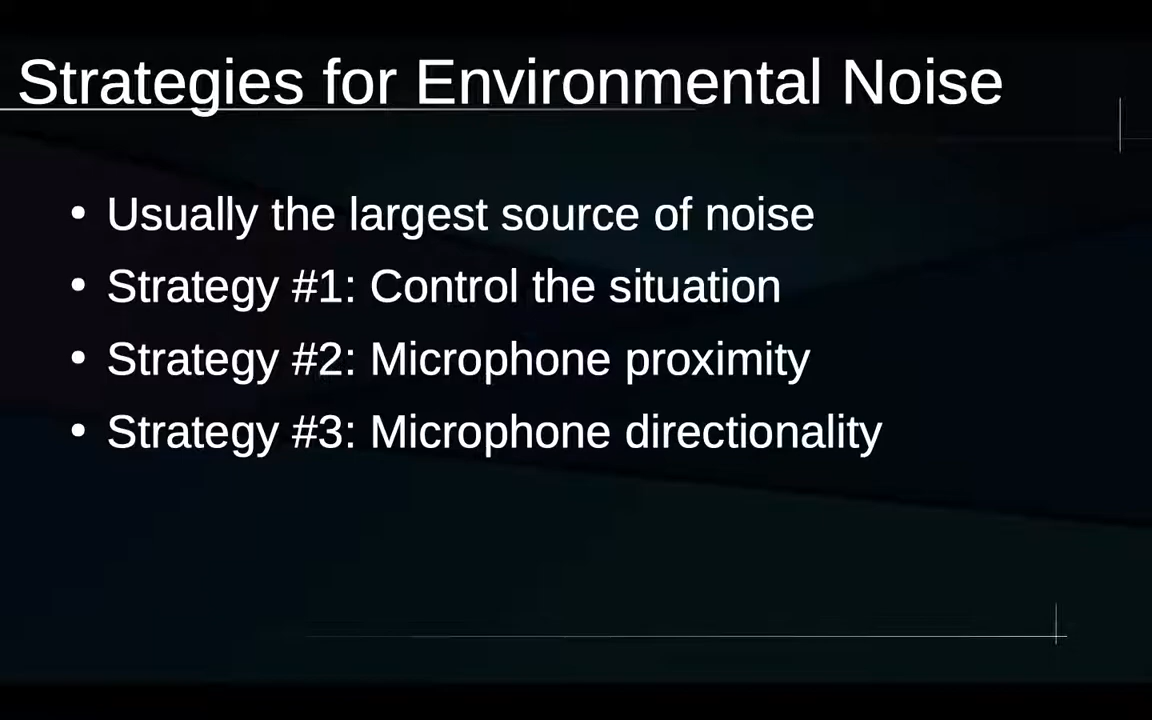 Strategies for Environmental Noise
• Usually the largest source of noise
• Strategy #1: Control the situation
• Strategy #2: Microphone proximity
• Strategy #3: Microphone directionality